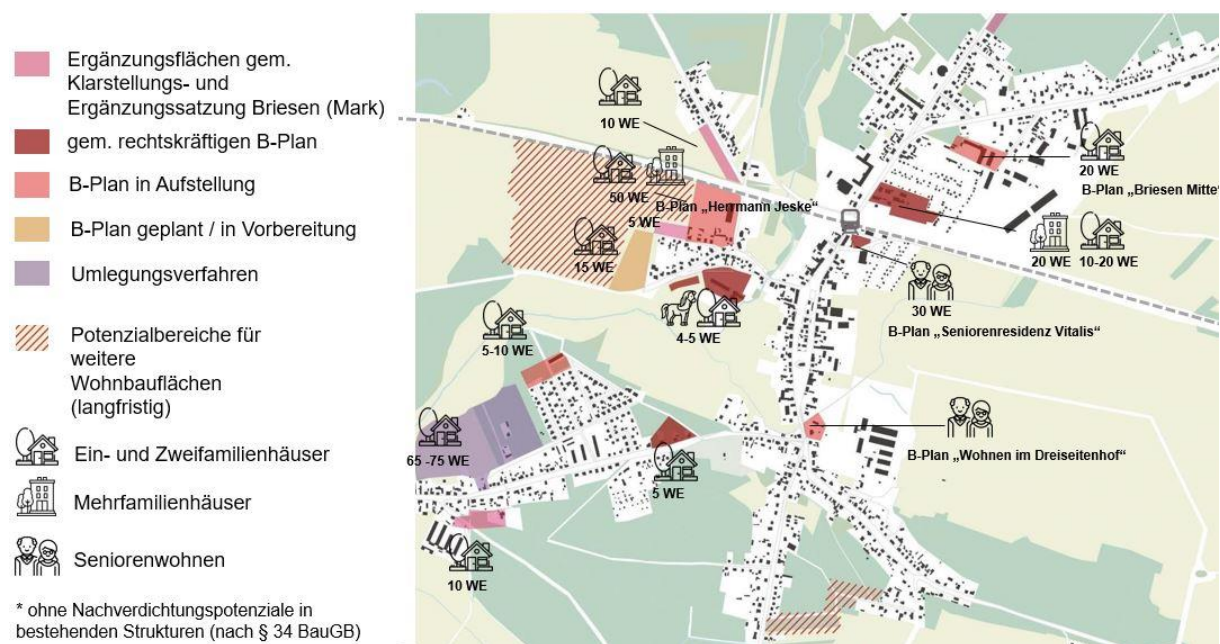 Ergänzungsflächen gem.
Klarstellungs- und
Ergänzungssatzung Briesen (Mark)
gem. rechtskräftigen B-Plan
B-Plan in Aufstellung
B-Plan geplant / in Vorbereitung
Umlegungsverfahren
Potenzialbereiche für
weitere
Wohnbauflächen
(langfristig)
Ein- und Zweifamilienhäuser
Mehrfamilienhäuser
Seniorenwohnen
* ohne Nachverdichtungspotenziale in
bestehenden Strukturen (nach § 34 BauGB)
10 WE
20 WE
B-Plan „Briesen Mitte“
50 WE
B-Plan „Herrmann Jeske“
5 WE
15 WE
20 WE
10-20 WE
30 WE
B-Plan „Seniorenresidenz Vitalis“
4-5 WE
5-10 WE
65 -75 WE
B-Plan „Wohnen im Dreiseitenhof“
5 WE
10 WE